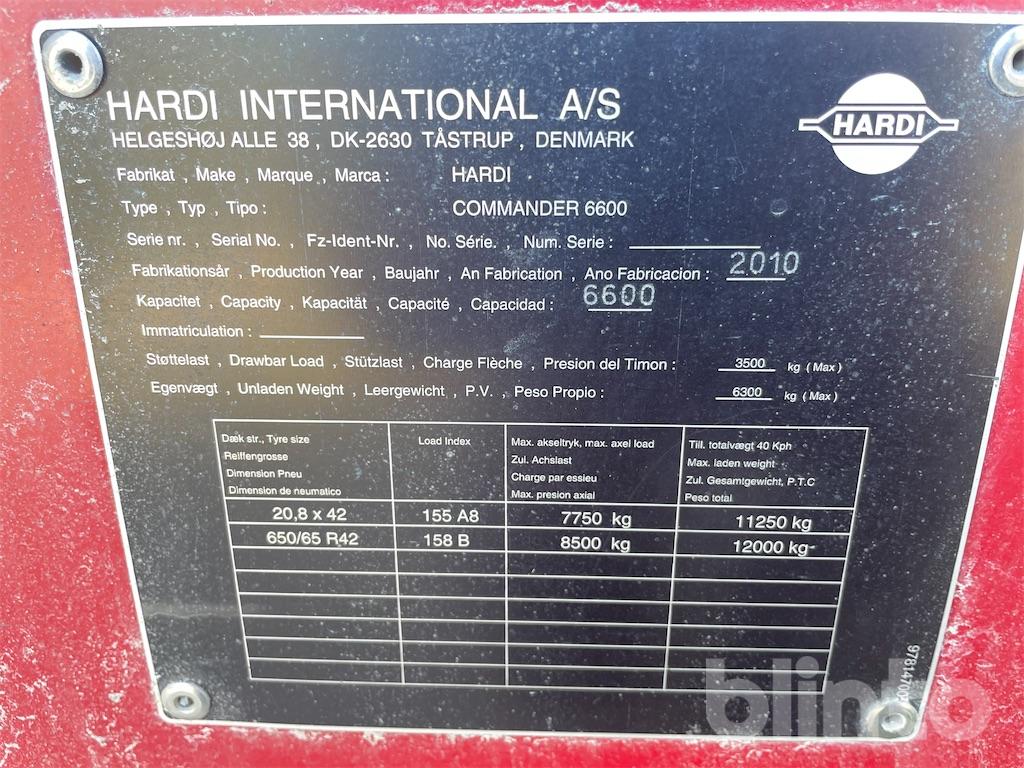 HARDI INTERNATIONAL A/S
HELGESHØJ ALLE 38 , DK-2630 TÅSTRUP , DENMARK
HARDI
Fabrikat , Make , Marque , Marca : HARDI
Type , Typ , Tipo : COMMANDER 6600
Serie nr. , Serial No. , Fz-Ident-Nr. , No. Série. , Num. Serie :
Fabrikationsår , Production Year , Baujahr , An Fabrication , Ano Fabricacion : 2010
Kapacitet , Capacity , Kapacität , Capacité , Capacidad : 6600
Immatriculation :
Støttelast , Drawbar Load , Stützlast , Charge Flèche , Presion del Timon : 3500 kg ( Max )
Egenvægt , Unladen Weight , Leergewicht , P.V. , Peso Propio : 6300 kg ( Max )
Dæk str., Tyre size
Reiffengrosse
Dimension Pneu
Dimension de neumatico
Load Index
Max. akseltryk, max. axel load
Zul. Achslast
Charge par essieu
Max. presion axial
Till. totalvægt 40 Kph
Max. laden weight
Zul. Gesamtgewicht, P.T.C
Peso total
20,8 x 42 155 A8 7750 kg 11250 kg
650/65 R42 158 B 8500 kg 12000 kg
blinto